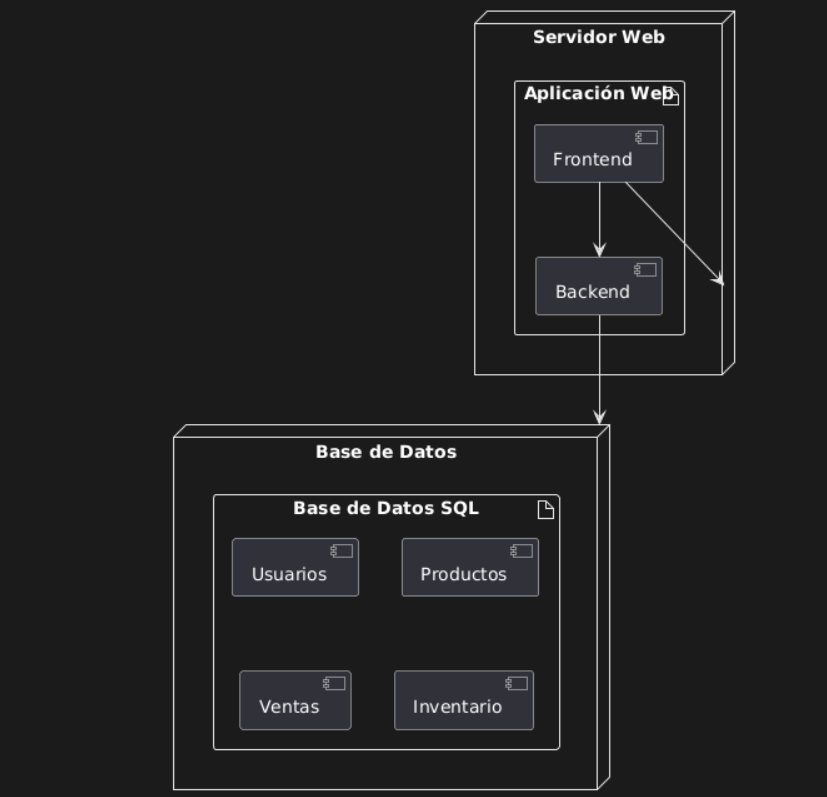 Servidor Web
Aplicación Web
Frontend
Backend
Base de Datos
Base de Datos SQL
Usuarios
Productos
Ventas
Inventario